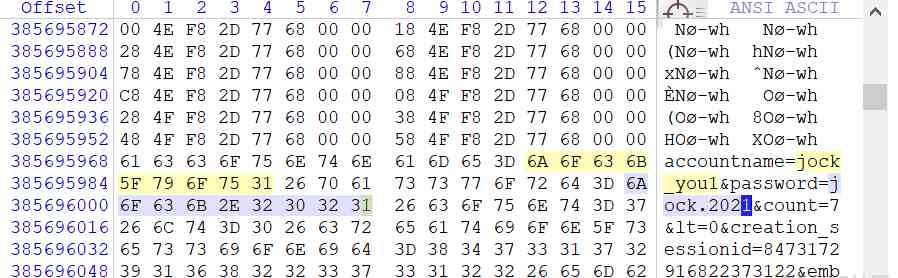 Offset 0 1 2 3 4 5 6 7 8 9 10 11 12 13 14 15 ANSI ASCII
385695872 00 4E F8 2D 77 68 00 00 18 4E F8 2D 77 68 00 00 Nø-wh Nø-wh
385695888 28 4E F8 2D 77 68 00 00 68 4E F8 2D 77 68 00 00 (Nø-wh hNø-wh
385695904 78 4E F8 2D 77 68 00 00 88 4E F8 2D 77 68 00 00 xNø-wh ˆNø-wh
385695920 C8 4E F8 2D 77 68 00 00 08 4F F8 2D 77 68 00 00 ÈNø-wh Oø-wh
385695936 28 4F F8 2D 77 68 00 00 38 4F F8 2D 77 68 00 00 (Oø-wh 8Oø-wh
385695952 48 4F F8 2D 77 68 00 00 58 4F F8 2D 77 68 00 00 HOø-wh XOø-wh
385695968 61 63 63 6F 75 6E 74 6E 61 6D 65 3D 6A 6F 63 6B accountname=jock
385695984 5F 79 6F 75 31 26 70 61 73 73 77 6F 72 64 3D 6A _you1&password=j
385696000 6F 63 6B 2E 32 30 32 31 26 63 6F 75 6E 74 3D 37 ock.2021&count=7
385696016 26 6C 74 3D 30 26 63 72 65 61 74 69 6F 6E 5F 73 &lt=0&creation_s
385696032 65 73 73 69 6F 6E 69 64 3D 38 34 37 33 31 37 32 essionid=8473172
385696048 39 31 36 38 32 32 33 37 33 31 32 32 26 65 6D 62 916822373122&emb